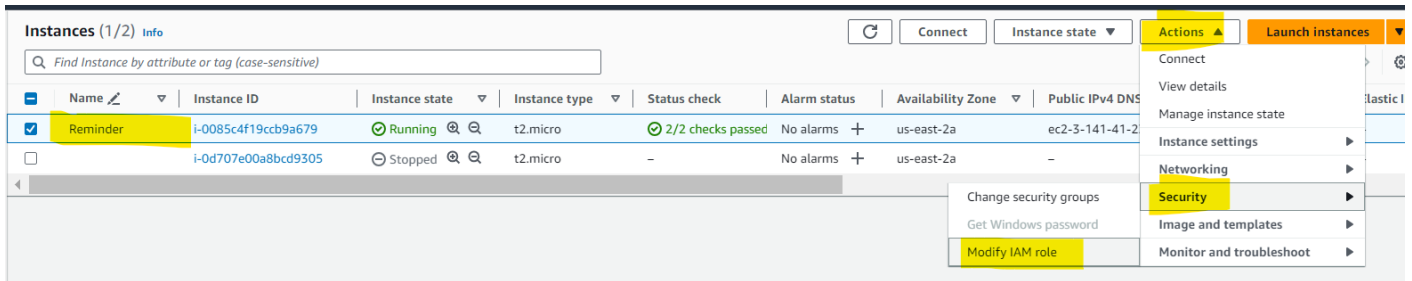 Instances (1/2) Info
Connect
Instance state
Actions
Launch instances
Find Instance by attribute or tag (case-sensitive)
Connect
View details
Manage instance state
Instance settings
Networking
Security
Image and templates
Monitor and troubleshoot
Name Instance ID Instance state Instance type Status check Alarm status Availability Zone Public IPv4 DNS
Reminder i-0085c4f19ccb9a679 Running t2.micro 2/2 checks passed No alarms us-east-2a ec2-3-141-41-2
i-0d707e00a8bcd9305 Stopped t2.micro – No alarms us-east-2a –
Change security groups
Get Windows password
Modify IAM role